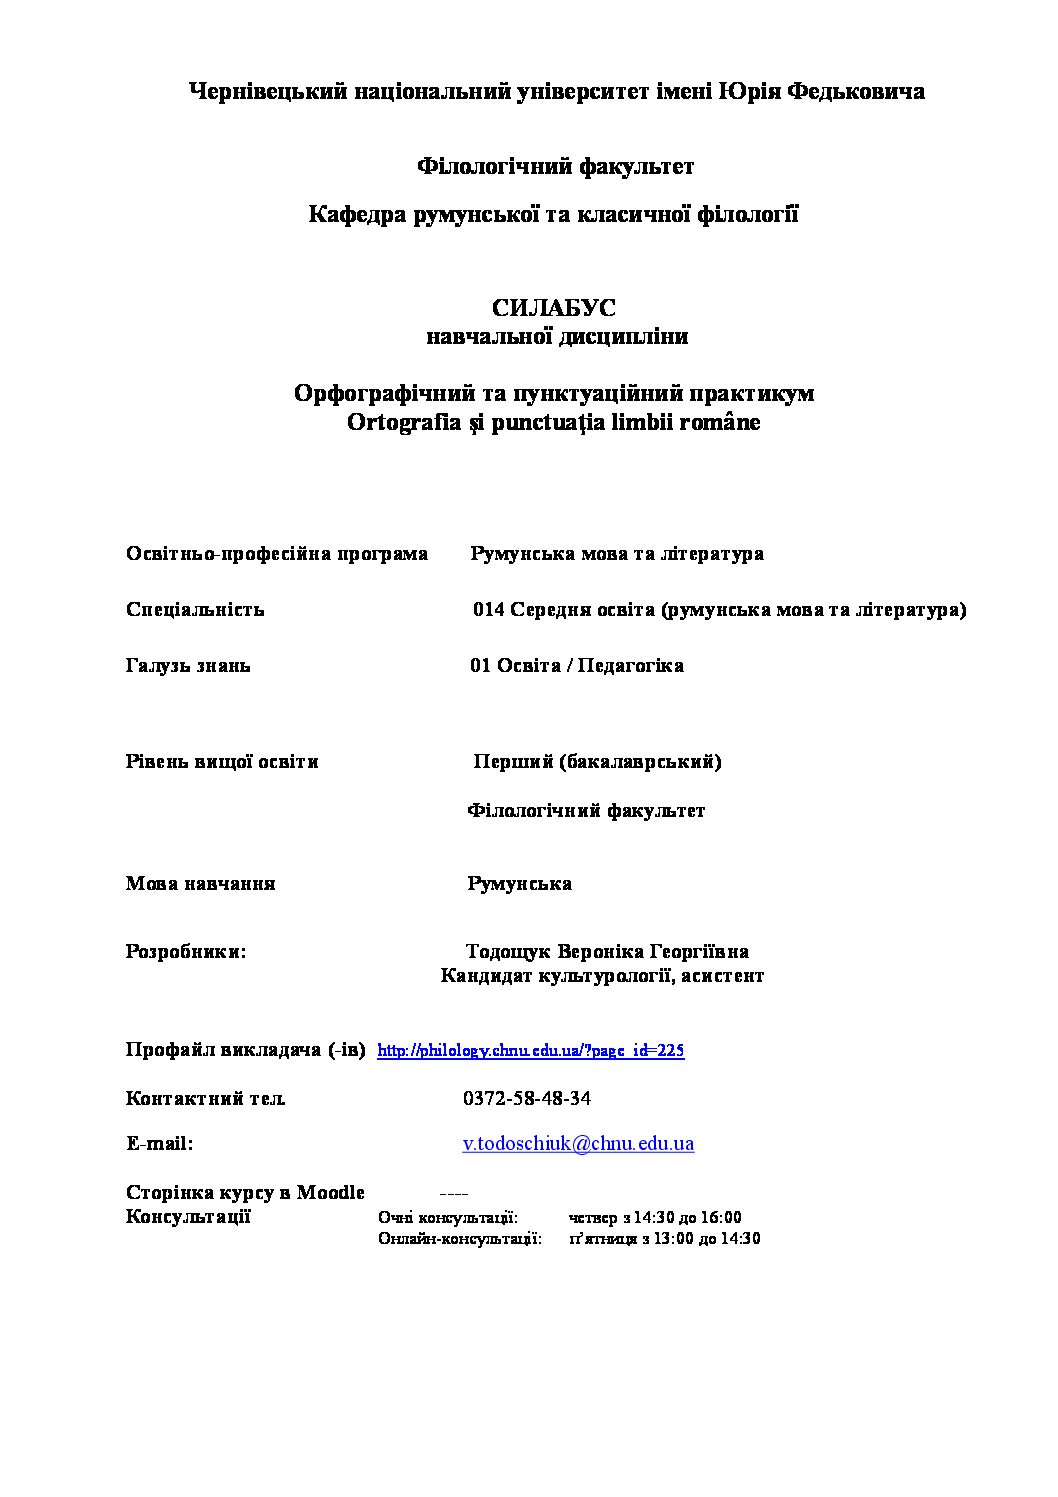 Чернівецький національний університет імені Юрія Федьковича
Філологічний факультет
Кафедра румунської та класичної філології
СИЛАБУС
навчальної дисципліни
Орфографічний та пунктуаційний практикум
Ortografia şi punctuaţia limbii române
Освітньо-професійна програма Румунська мова та література
Спеціальність 014 Середня освіта (румунська мова та література)
Галузь знань 01 Освіта / Педагогіка
Рівень вищої освіти Перший (бакалаврський)
Філологічний факультет
Мова навчання Румунська
Розробники: Тодощук Вероніка Георгіївна
Кандидат культурології, асистент
Профайл викладача (-ів) http://philology.chnu.edu.ua/?page_id=225
Контактний тел. 0372-58-48-34
E-mail: v.todoschiuk@chnu.edu.ua
Сторінка курсу в Moodle ----
Консультації Очні консультації: четвер з 14:30 до 16:00
Онлайн-консультації: п’ятниця з 13:00 до 14:30